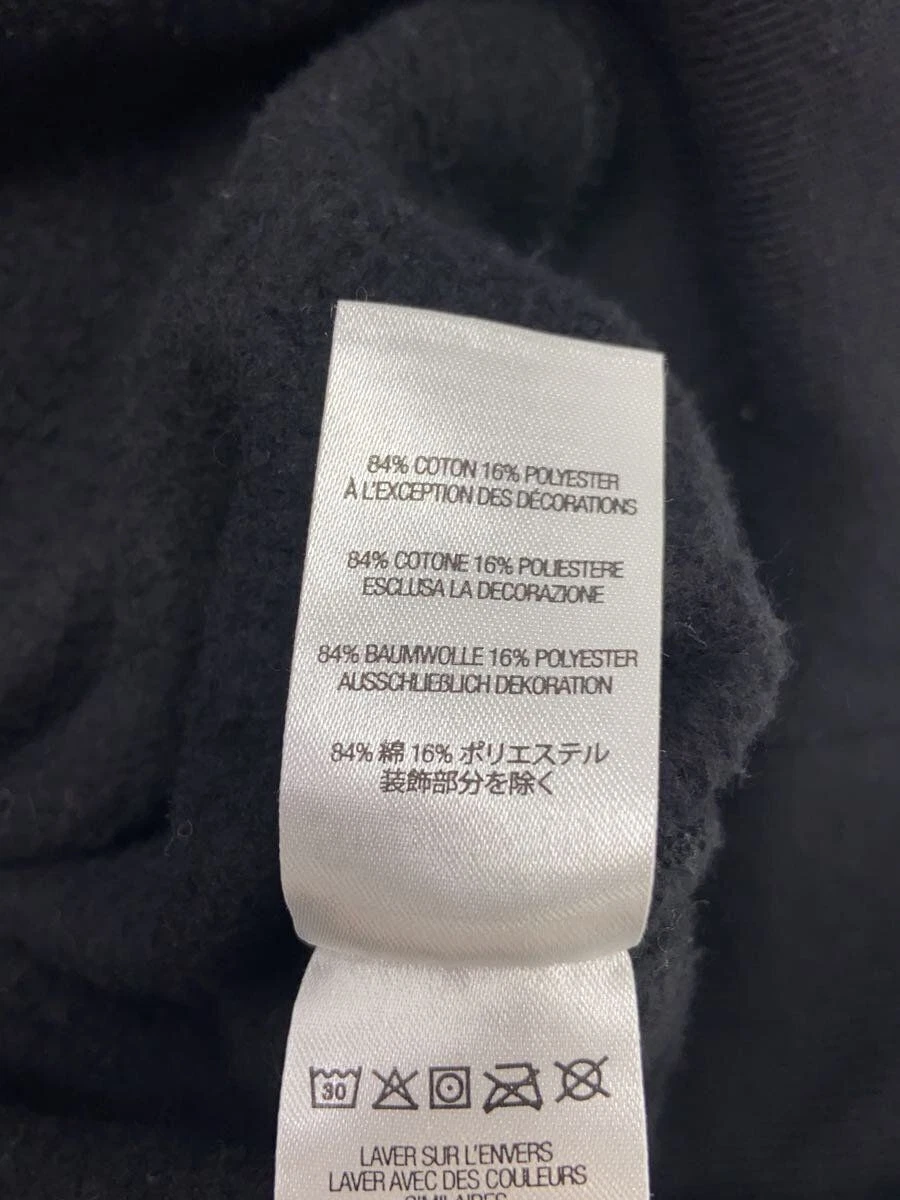 84% COTON 16% POLYESTER
À L'EXCEPTION DES DÉCORATIONS
84% COTONE 16% POLIESTERE
ESCLUSA LA DECORAZIONE
84% BAUMWOLLE 16% POLYESTER
AUSSCHLIEßLICH DEKORATION
84% 綿 16% ポリエステル
装飾部分を除く
30
LAVER SUR L'ENVERS
LAVER AVEC DES COULEURS
SIMILAIRES